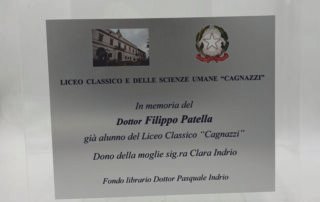 LICEO CLASSICO E DELLE SCIENZE UMANE "CAGNAZZI"
In memoria del
Dottor Filippo Patella
già alunno del Liceo Classico "Cagnazzi"
Dono della moglie sig.ra Clara Indrio
Fondo librario Dottor Pasquale Indrio